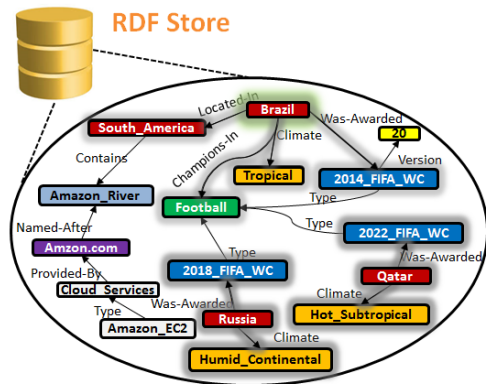 RDF Store
Located-In
Brazil
Was-Awarded
South_America
20
Climate
Champions-In
Version
Contains
Tropical
2014_FIFA_WC
Type
Amazon_River
Football
Type
2022_FIFA_WC
Named-After
Amzon.com
Type
Was-Awarded
2018_FIFA_WC
Provided-By
Qatar
Cloud_Services
Climate
Was-Awarded
Type
Russia
Hot_Subtropical
Amazon_EC2
Climate
Humid_Continental